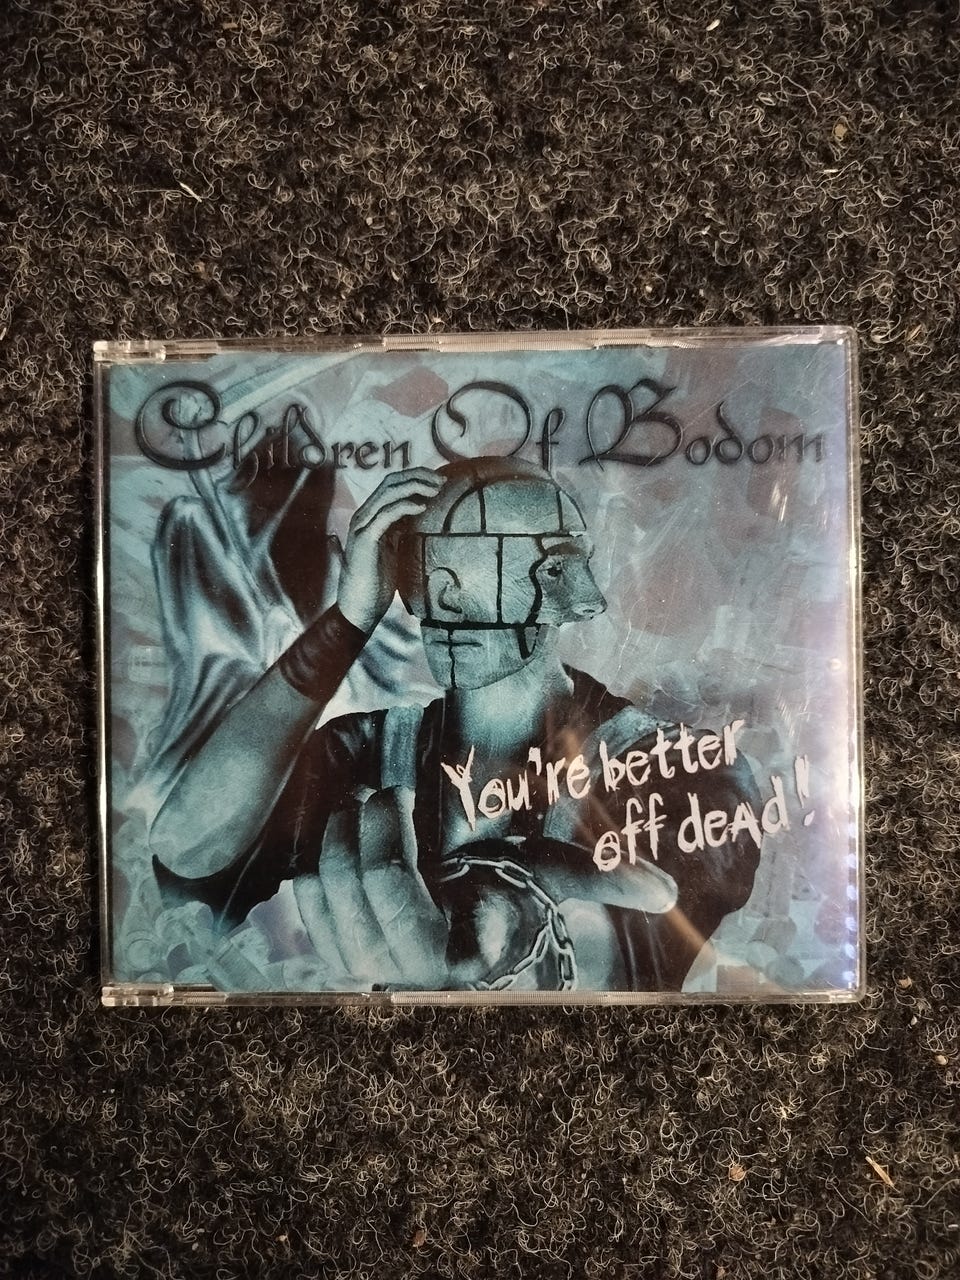 Children Of Bodom
You're better
off dead!